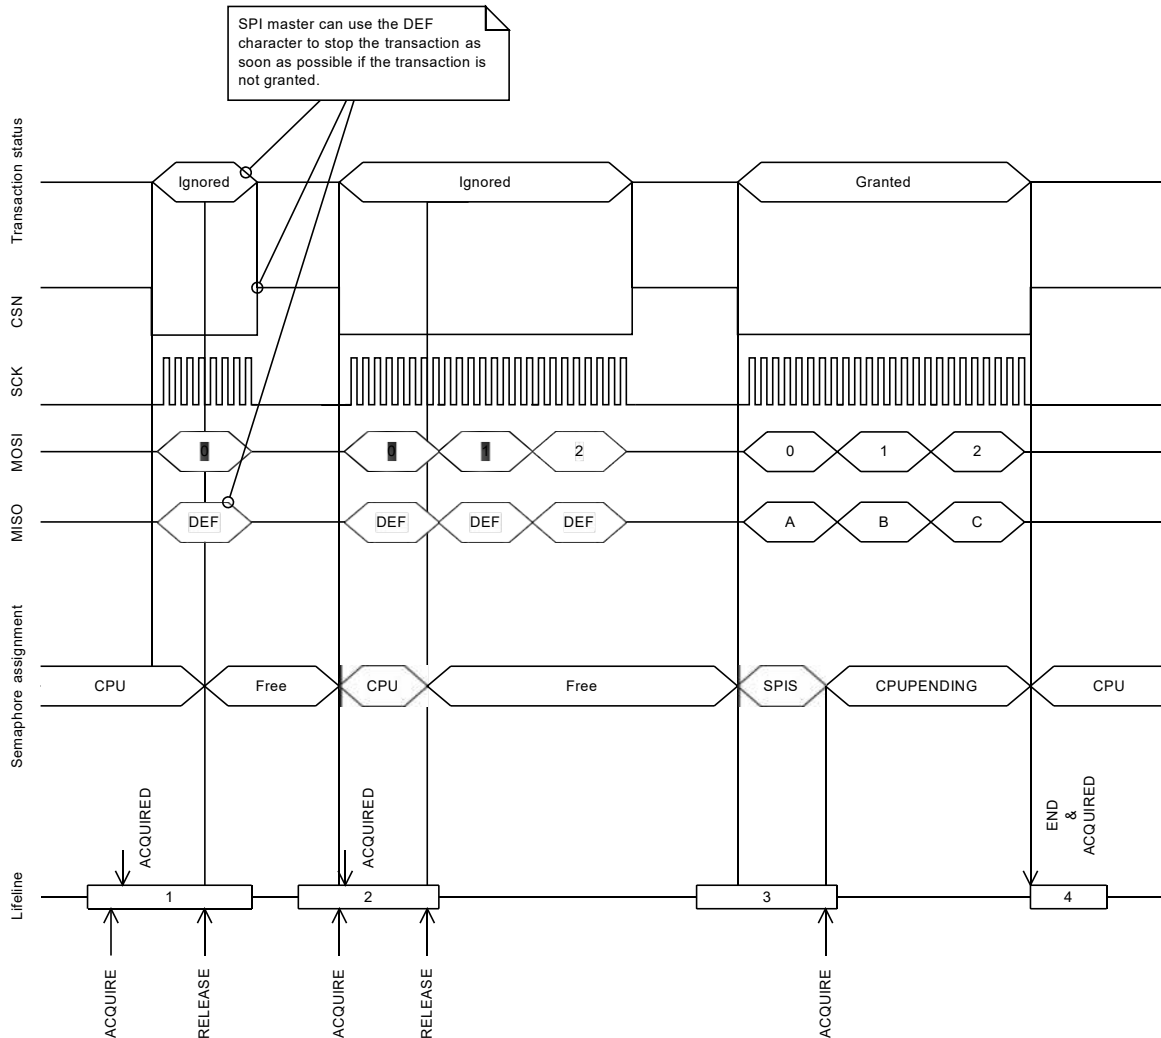 SPI master can use the DEF
character to stop the transaction as
soon as possible if the transaction is
not granted.
Transaction status
Ignored
Ignored
Granted
CSN
SCK
MOSI
0
0
1
2
0
1
2
MISO
DEF
DEF
DEF
DEF
A
B
C
Semaphore assignment
CPU
Free
CPU
Free
SPIS
CPUPENDING
CPU
ACQUIRED
ACQUIRED
END
&
ACQUIRED
Lifeline
1
2
3
4
ACQUIRE
RELEASE
ACQUIRE
RELEASE
ACQUIRE